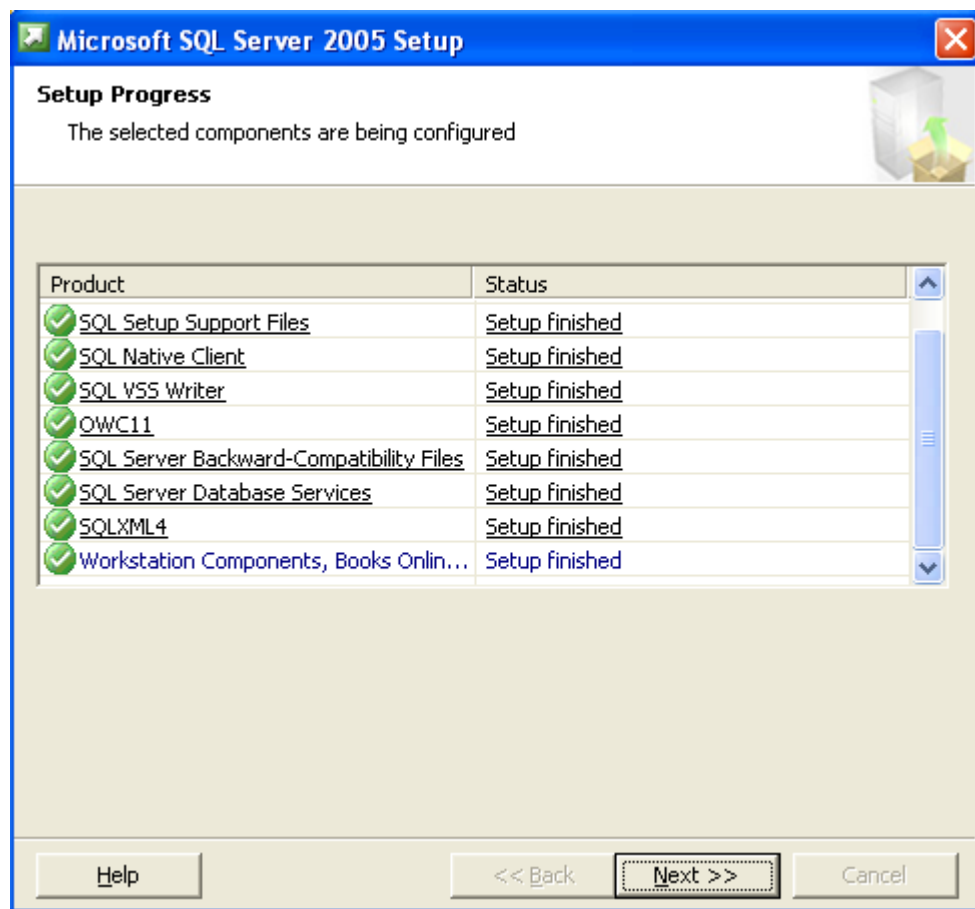 Microsoft SQL Server 2005 Setup
Setup Progress
The selected components are being configured
Product Status
SQL Setup Support Files Setup finished
SQL Native Client Setup finished
SQL VSS Writer Setup finished
OWC11 Setup finished
SQL Server Backward-Compatibility Files Setup finished
SQL Server Database Services Setup finished
SQLXML4 Setup finished
Workstation Components, Books Onlin... Setup finished
Help << Back Next >> Cancel